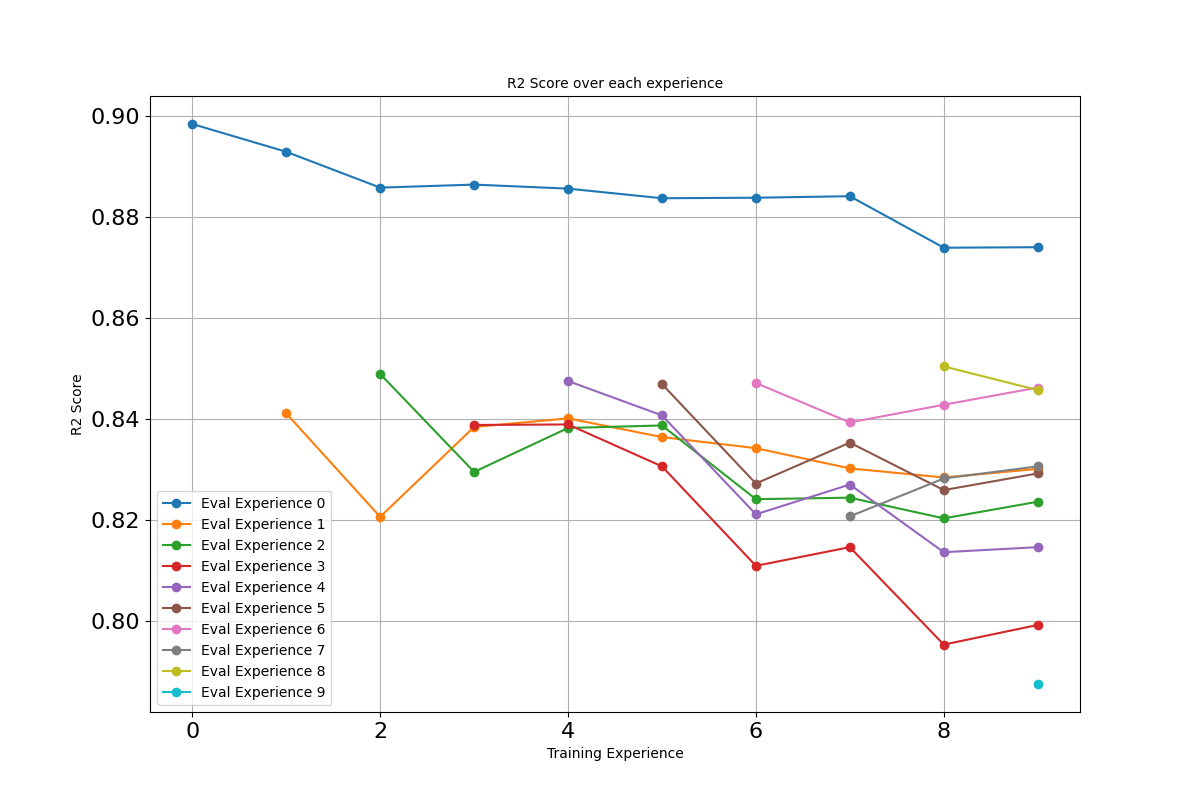 R2 Score over each experience
0.90
0.88
0.86
0.84
0.82
0.80
R2 Score
Eval Experience 0
Eval Experience 1
Eval Experience 2
Eval Experience 3
Eval Experience 4
Eval Experience 5
Eval Experience 6
Eval Experience 7
Eval Experience 8
Eval Experience 9
0 2 4 6 8
Training Experience